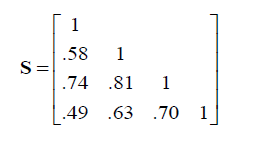 1
.58 1
S = .74 .81 1
.49 .63 .70 1